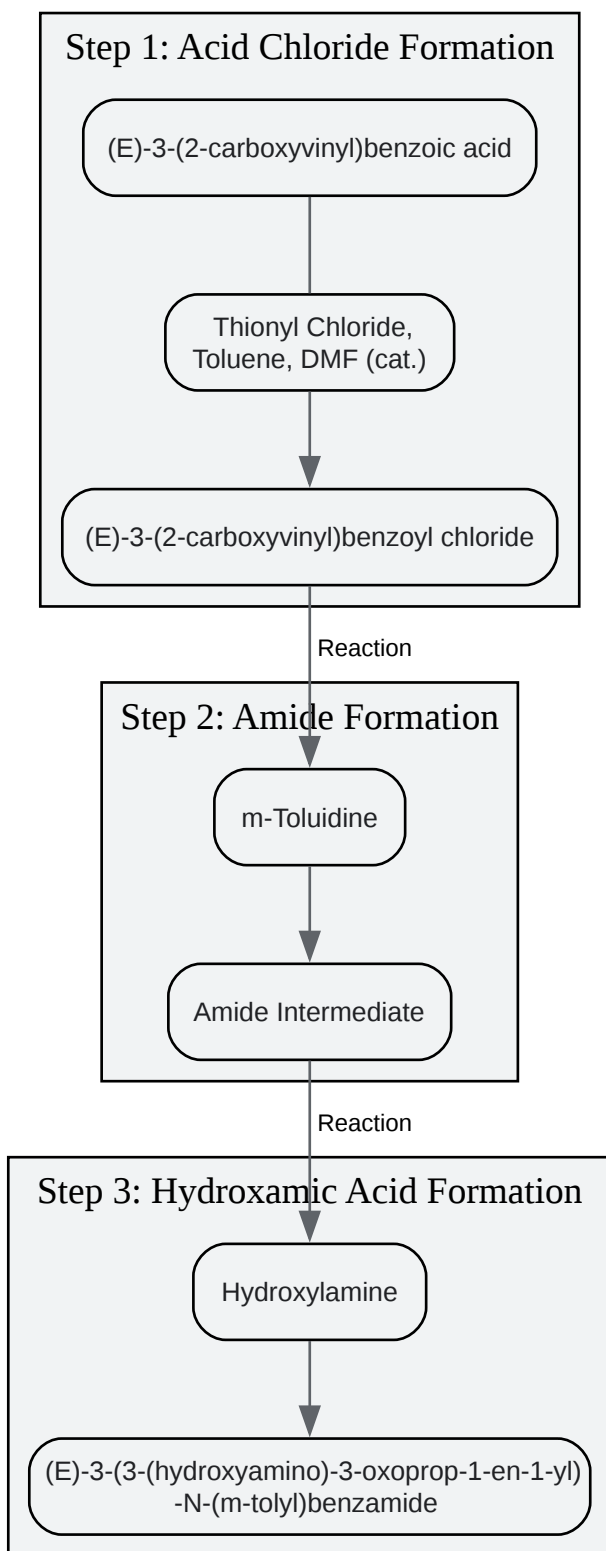 Step 1: Acid Chloride Formation
(E)-3-(2-carboxyvinyl)benzoic acid
Thionyl Chloride,
Toluene, DMF (cat.)
(E)-3-(2-carboxyvinyl)benzoyl chloride
Reaction
Step 2: Amide Formation
m-Toluidine
Amide Intermediate
Reaction
Step 3: Hydroxamic Acid Formation
Hydroxylamine
(E)-3-(3-(hydroxyamino)-3-oxoprop-1-en-1-yl)
-N-(m-tolyl)benzamide